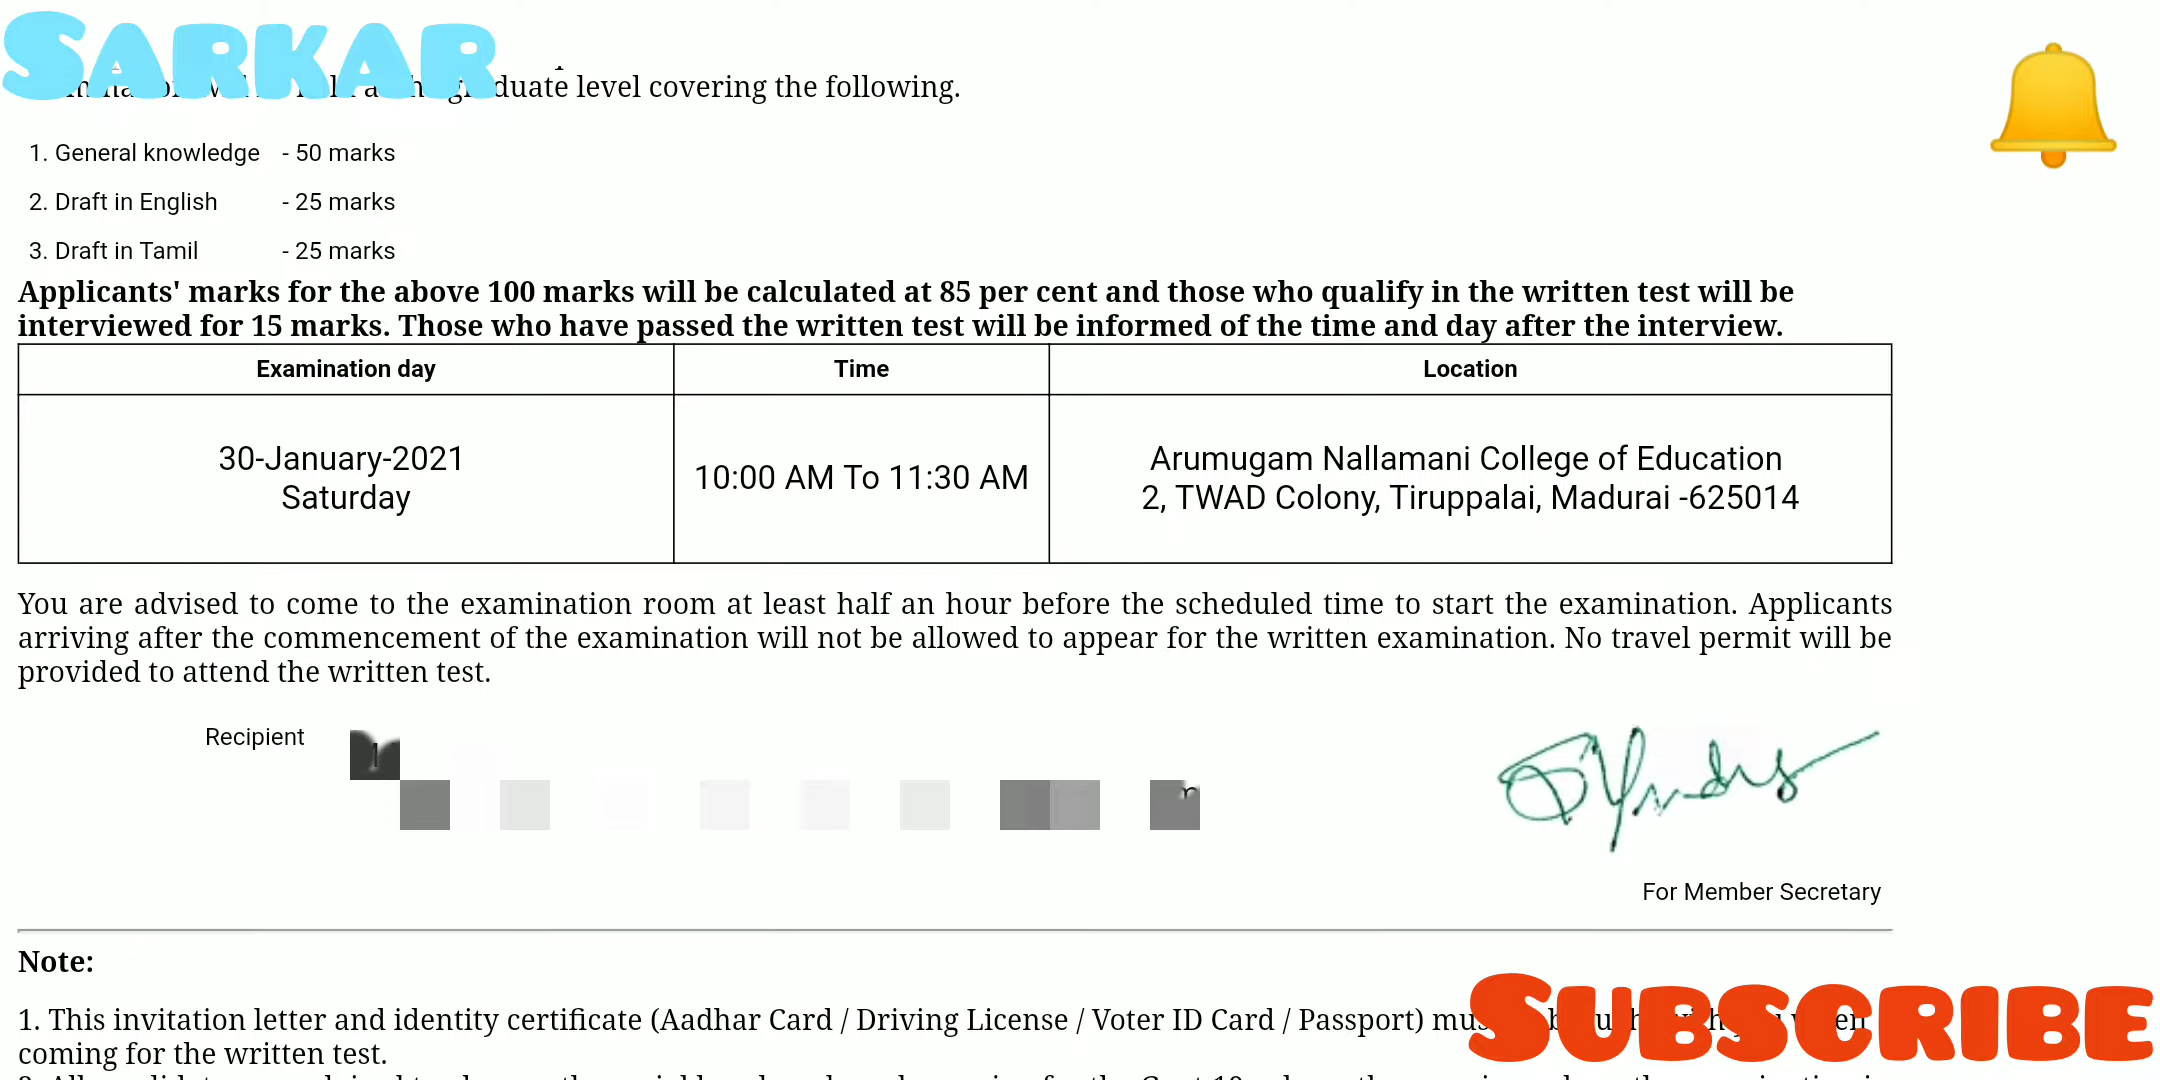 SARKAR
duate level covering the following.
1. General knowledge - 50 marks
2. Draft in English - 25 marks
3. Draft in Tamil - 25 marks
Applicants' marks for the above 100 marks will be calculated at 85 per cent and those who qualify in the written test will be
interviewed for 15 marks. Those who have passed the written test will be informed of the time and day after the interview.
Examination day Time Location
30-January-2021
Saturday
10:00 AM To 11:30 AM
Arumugam Nallamani College of Education
2, TWAD Colony, Tiruppalai, Madurai -625014
You are advised to come to the examination room at least half an hour before the scheduled time to start the examination. Applicants
arriving after the commencement of the examination will not be allowed to appear for the written examination. No travel permit will be
provided to attend the written test.
Recipient
For Member Secretary
Note:
1. This invitation letter and identity certificate (Aadhar Card / Driving License / Voter ID Card / Passport)
coming for the written test.
SUBSCRIBE